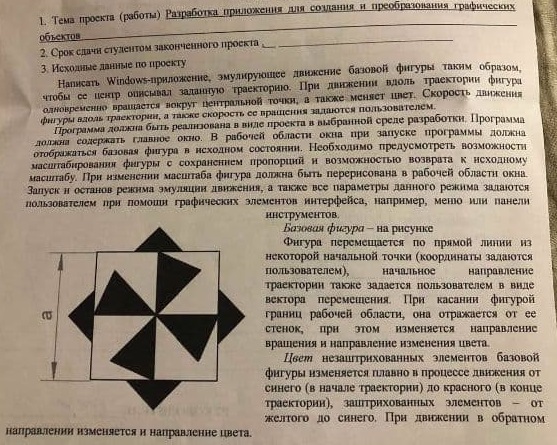 1. Тема проекта (работы) Разработка приложения для создания и преобразования графических
объектов
2. Срок сдачи студентом законченного проекта
3. Исходные данные по проекту
Написать Windows-приложение, эмулирующее движение базовой фигуры таким образом,
чтобы ее центр описывал заданную траекторию. При движении вдоль траектории фигура
одновременно вращается вокруг центральной точки, а также меняет цвет. Скорость движения
фигуры вдоль траектории, а также скорость ее вращения задаются пользователем.
Программа должна быть реализована в виде проекта в выбранной среде разработки. Программа
должна содержать главное окно. В рабочей области окна при запуске программы должна
отображаться базовая фигура в исходном состоянии. Необходимо предусмотреть возможности
масштабирования фигуры с сохранением пропорций и возможностью возврата к исходному
масштабу. При изменении масштаба фигура должна быть перерисована в рабочей области окна.
Запуск и останов режима эмуляции движения, а также все параметры данного режима задаются
пользователем при помощи графических элементов интерфейса, например, меню или панели
инструментов.
Базовая фигура – на рисунке
Фигура перемещается по прямой линии из
некоторой начальной точки (координаты задаются
пользователем), начальное направление
траектории также задается пользователем в виде
вектора перемещения. При касании фигурой
границ рабочей области, она отражается от ее
стенок, при этом изменяется направление
вращения и направление изменения цвета.
Цвет незаштрихованных элементов базовой
фигуры изменяется плавно в процессе движения от
синего (в начале траектории) до красного (в конце
траектории), заштрихованных элементов – от
желтого до синего. При движении в обратном
направлении изменяется и направление цвета.
a